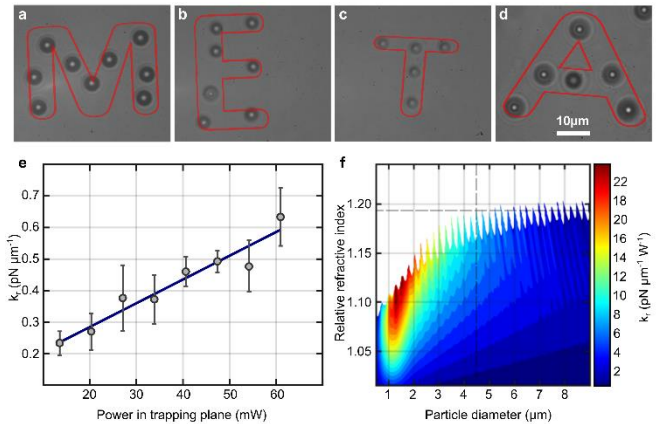 a
b
c
d
10μm
e
0.7
0.6
0.5
0.4
0.3
0.2
kr (pN μm⁻¹)
20
30
40
50
60
Power in trapping plane (mW)
f
1.20
1.15
1.10
1.05
Relative refractive index
1 2 3 4 5 6 7 8
Particle diameter (μm)
22
20
18
16
14
12
10
8
6
4
2
kr (pN μm⁻¹ W⁻¹)